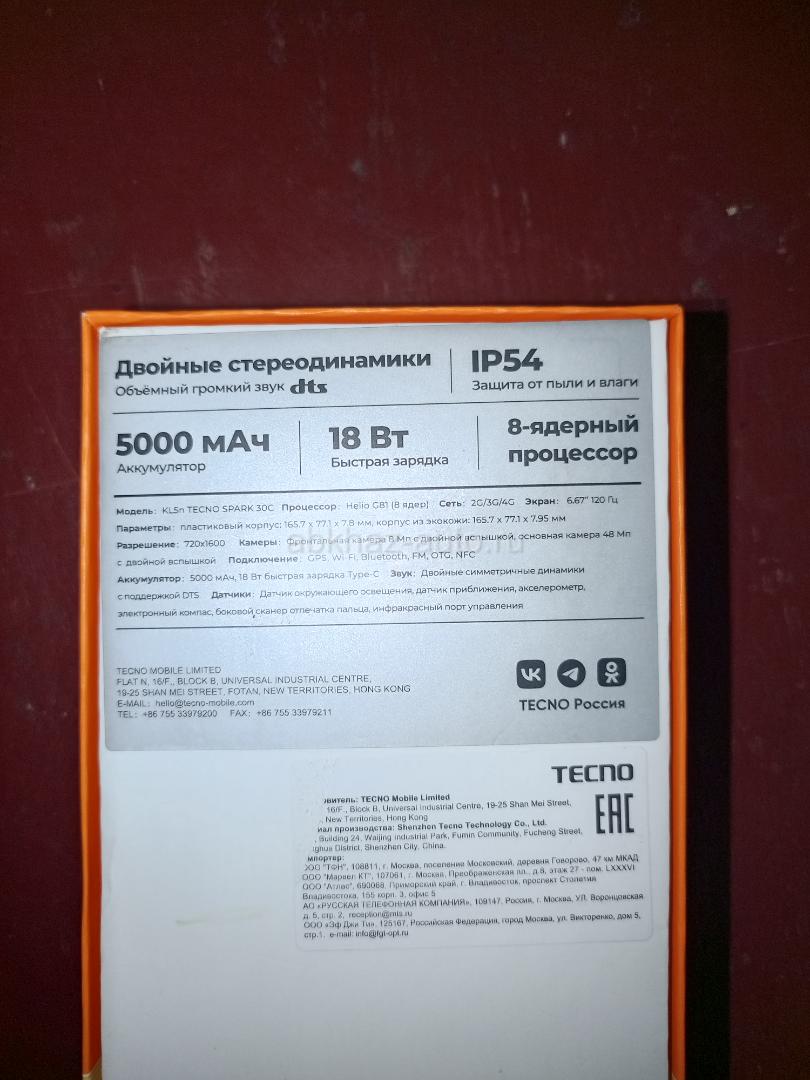 Двойные стереодинамики
Объёмный громкий звук dts
IP54
Защита от пыли и влаги
5000 мАч
Аккумулятор
18 Вт
Быстрая зарядка
8-ядерный
процессор
Модель: KL5n TECNO SPARK 30C Процессор: Helio G81 (8 ядер) Сеть: 2G/3G/4G Экран: 6.67" 120 Гц
Параметры: пластиковый корпус: 165.7 x 77.1 x 7.8 мм, корпус из экокожи: 165.7 x 77.1 x 7.95 мм
Разрешение: 720x1600 Камеры: Фронтальная камера 8 Мп с двойной вспышкой, основная камера 48 Мп
с двойной вспышкой Подключение: GPS, Wi-Fi, Bluetooth, FM, OTG, NFC
Аккумулятор: 5000 мАч, 18 Вт быстрая зарядка Type-C Звук: Двойные симметричные динамики
с поддержкой DTS Датчики: Датчик окружающего освещения, датчик приближения, акселерометр,
электронный компас, боковой сканер отпечатка пальца, инфракрасный порт управления
TECNO MOBILE LIMITED
FLAT N, 16/F., BLOCK B, UNIVERSAL INDUSTRIAL CENTRE,
19-25 SHAN MEI STREET, FOTAN, NEW TERRITORIES, HONG KONG
E-MAIL: hello@tecno-mobile.com
TEL: +86 755 33979200 FAX: +86 755 33979211
TECNO Россия
TECNO
EAC
овитель: TECNO Mobile Limited
16/F., Block B, Universal Industrial Centre, 19-25 Shan Mei Street,
, New Territories, Hong Kong
иал производства: Shenzhen Tecno Technology Co., Ltd.
, Building 24, Waijing Industrial Park, Fumin Community, Fucheng Street,
ghua District, Shenzhen City, China.
мпортер:
ООО "ТФН", 108811, г. Москва, поселение Московский, деревня Говорово, 47 км МКАД
ООО "Марвел КТ", 107061, г. Москва, Преображенская пл., д.8, этаж 27 - пом. LXXXVI
ООО "Атлас", 690068, Приморский край, г. Владивосток, проспект Столетия
Владивостока, 155 корп. 3, офис 5
АО «РУССКАЯ ТЕЛЕФОННАЯ КОМПАНИЯ», 109147, Россия, г. Москва, УЛ. Воронцовская
д. 5, стр. 2, reception@mts.ru
ООО «Эф Джи Ти», 125167, Российская Федерация, город Москва, ул. Викторенко, дом 5,
стр.1, e-mail: info@fgt-opt.ru